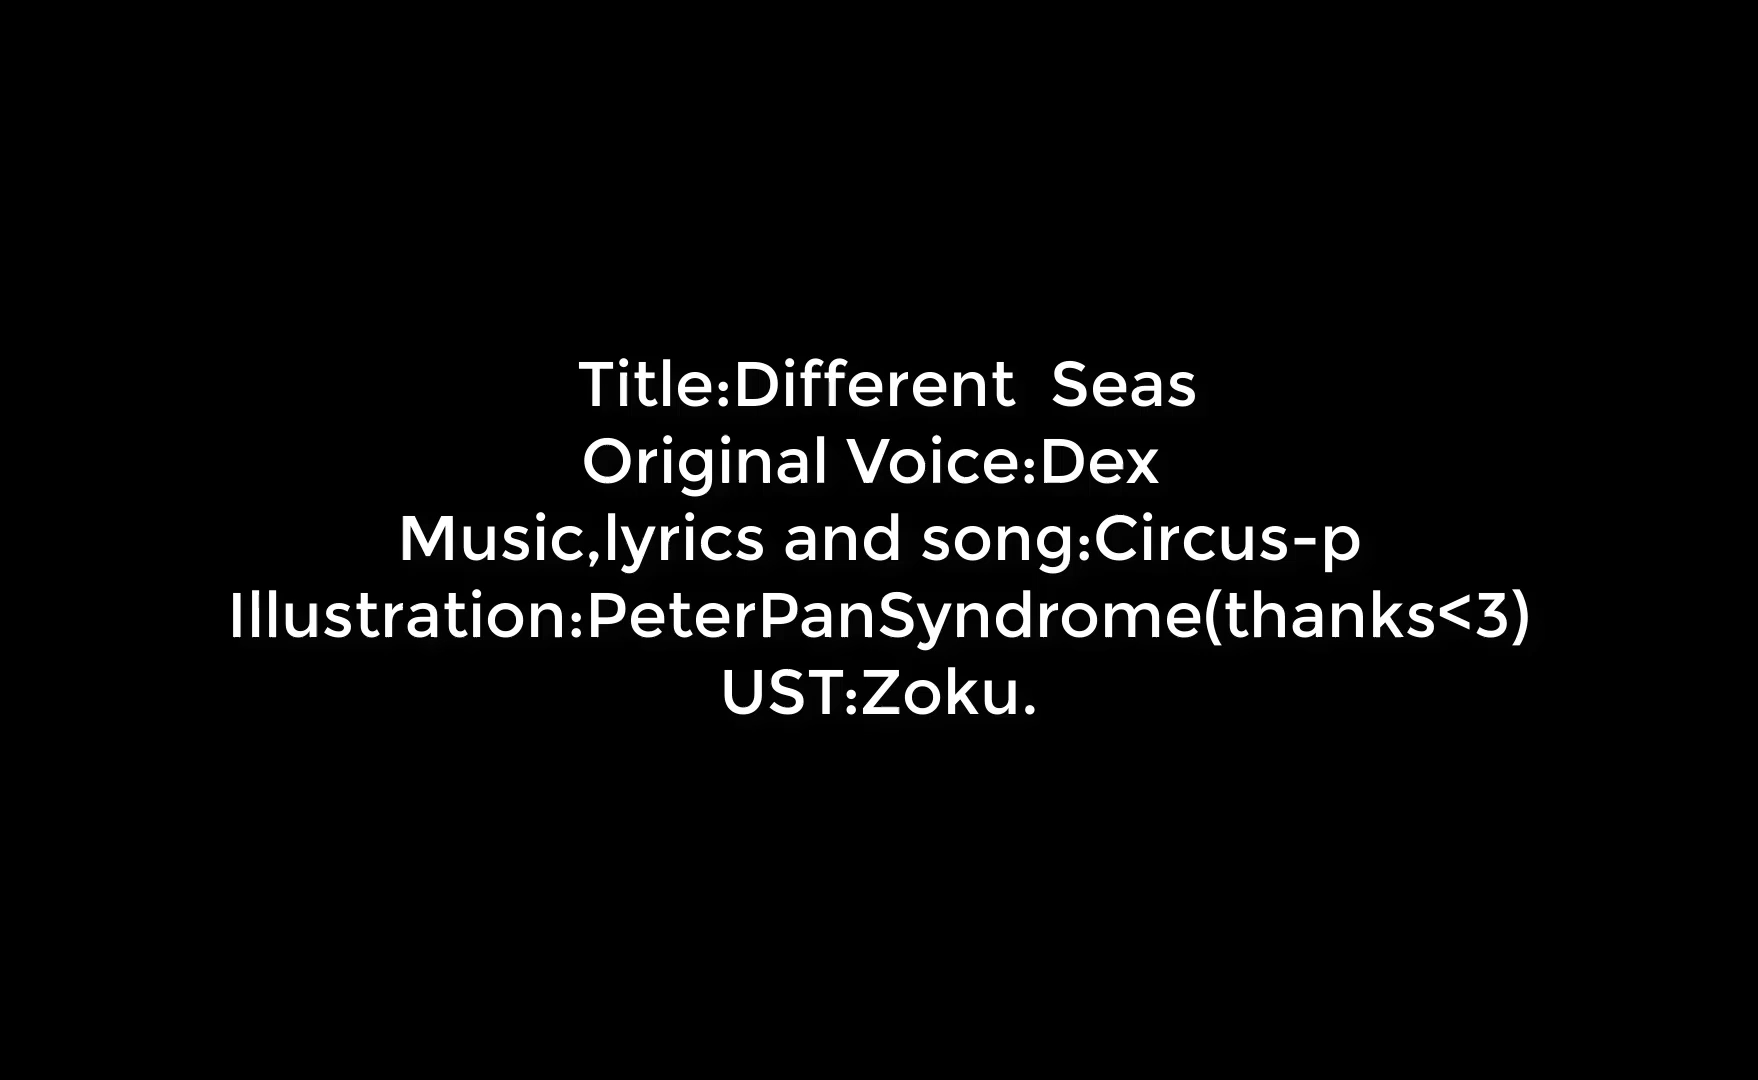 Title:Different  Seas
Original Voice:Dex
Music,lyrics and song:Circus-p
Illustration:PeterPanSyndrome(thanks<3)
UST:Zoku.